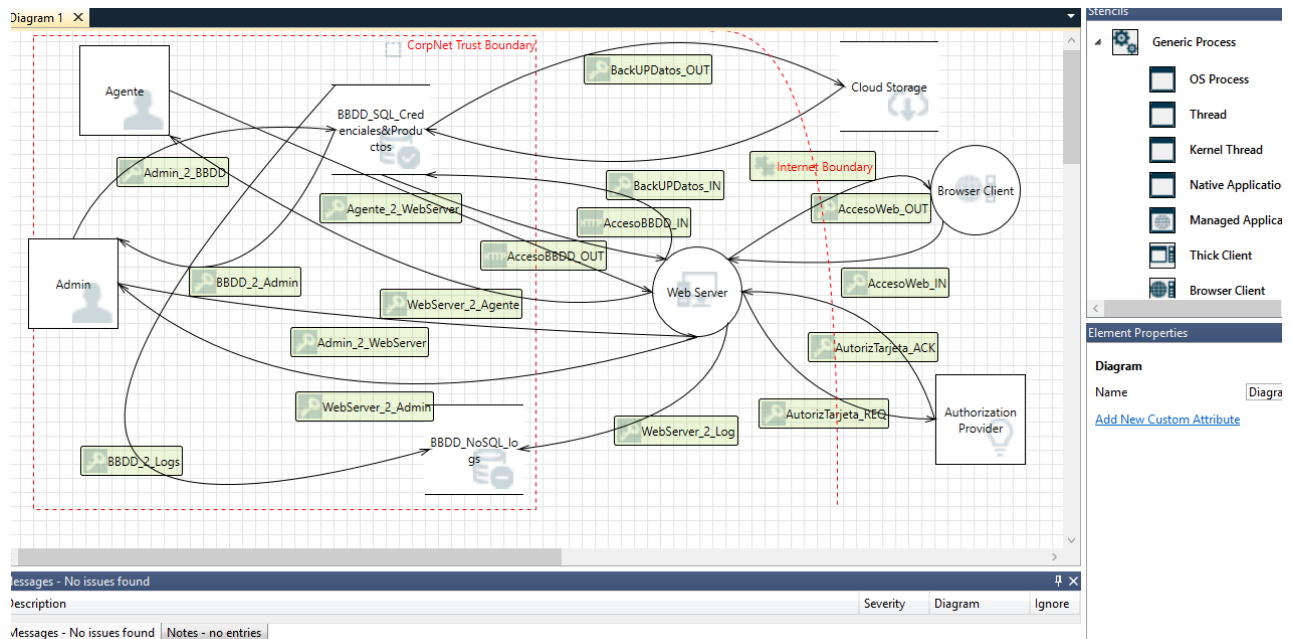 Diagram 1
Stencils
CorpNet Trust Boundary
Generic Process
BackUPDatos_OUT
OS Process
Agente
Cloud Storage
BBDD_SQL_Cred
enciales&Produ
ctos
Thread
Kernel Thread
Internet Boundary
Admin_2_BBDD
BackUPDatos_IN
Browser Client
Native Applicatio
Agente_2_WebServer
AccesoWeb_OUT
AccesoBBDD_IN
Managed Applica
AccesoBBDD_OUT
Thick Client
Admin
BBDD_2_Admin
AccesoWeb_IN
Web Server
Browser Client
WebServer_2_Agente
Element Properties
Admin_2_WebServer
AutorizTarjeta_ACK
Diagram
Name
Diagra
WebServer_2_Admin
AutorizTarjeta_REQ
Authorization
Provider
Add New Custom Attribute
WebServer_2_Log
BBDD_NoSQL_lo
gs
BBDD_2_Logs
Messages - No issues found
Description
Severity
Diagram
Ignore
Messages - No issues found
Notes - no entries